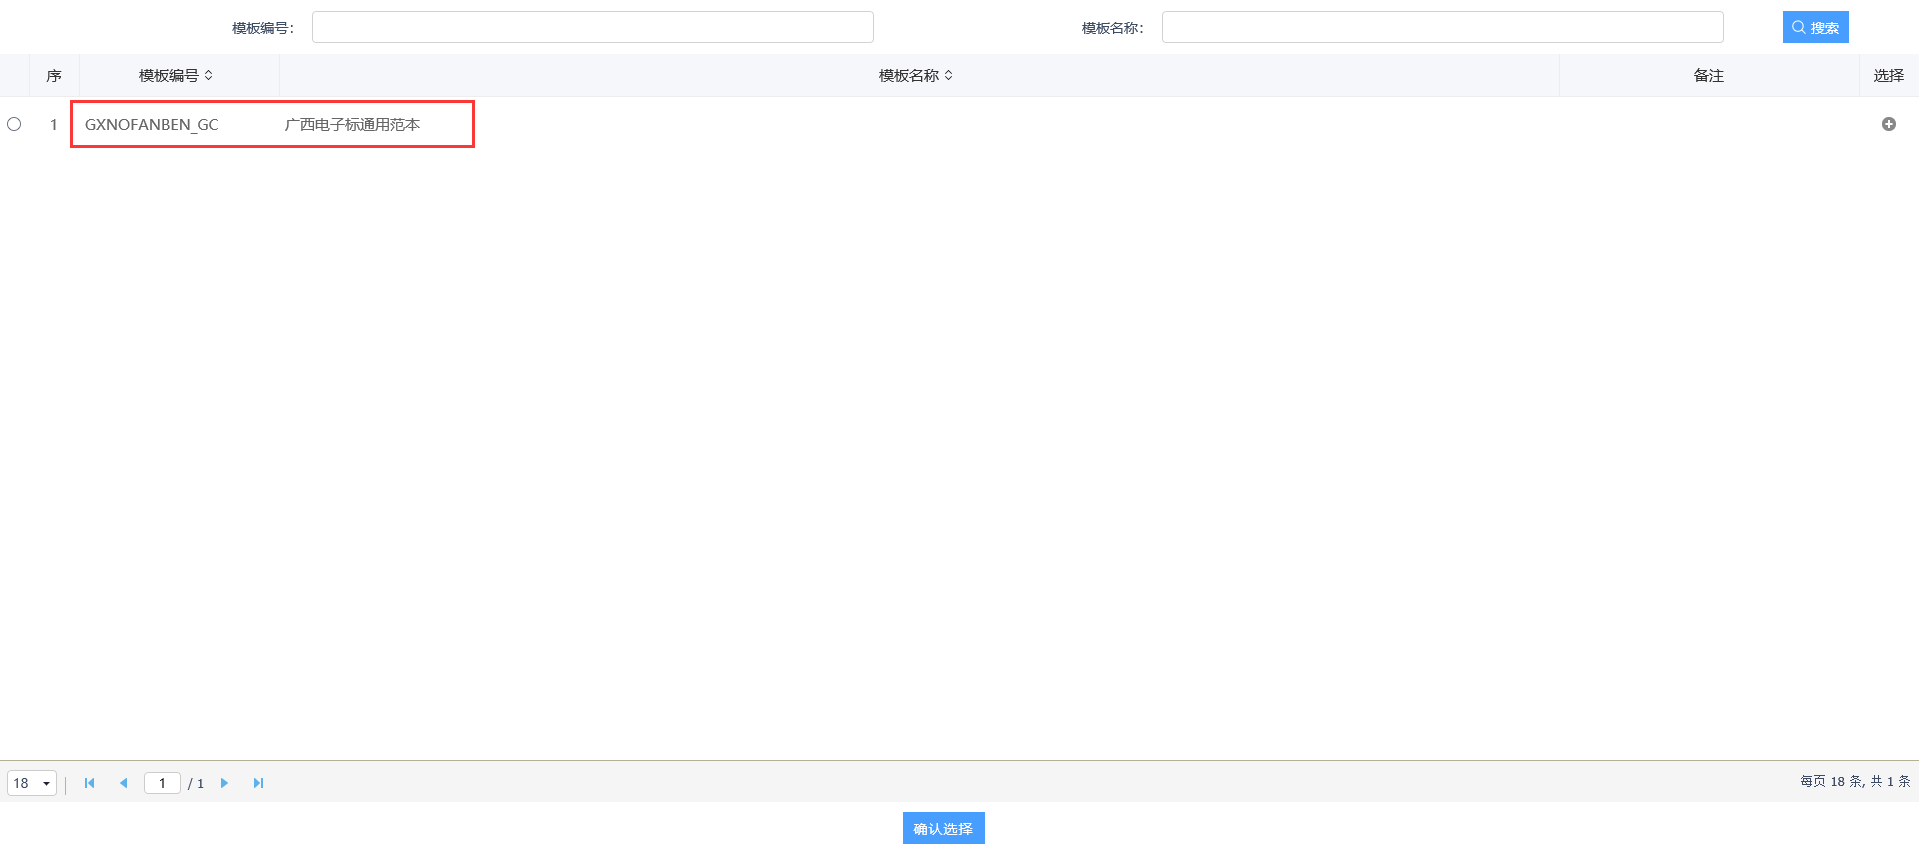 模板编号： 模板名称： 搜索
序 模板编号 模板名称 备注 选择
1 GXNOFANBEN_GC 广西电子标通用范本
18 1 / 1 每页 18 条, 共 1 条
确认选择